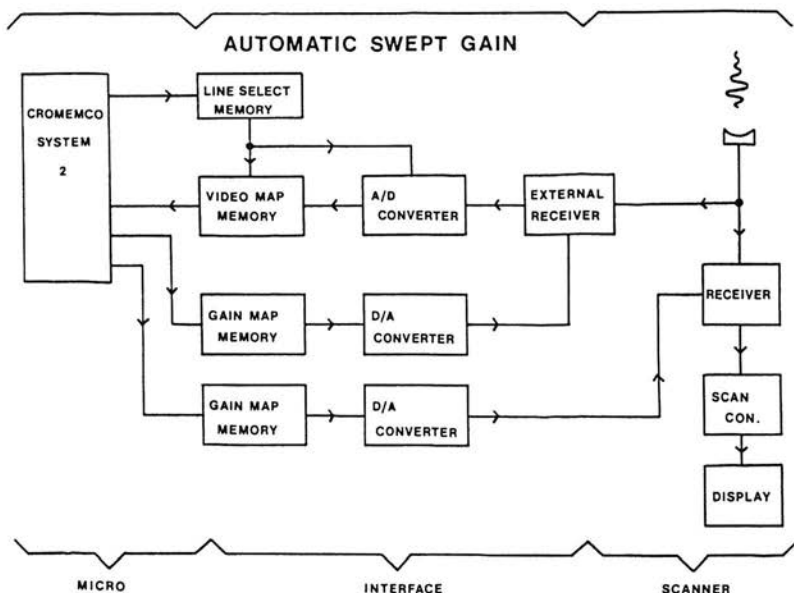 AUTOMATIC SWEPT GAIN
CROMEMCO
SYSTEM
2
LINE SELECT
MEMORY
VIDEO MAP
MEMORY
A/D
CONVERTER
EXTERNAL
RECEIVER
GAIN MAP
MEMORY
D/A
CONVERTER
RECEIVER
GAIN MAP
MEMORY
D/A
CONVERTER
SCAN
CON.
DISPLAY
MICRO
INTERFACE
SCANNER